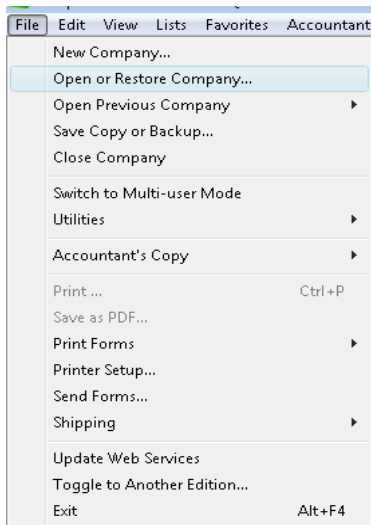 File Edit View Lists Favorites Accountant
New Company...
Open or Restore Company...
Open Previous Company
Save Copy or Backup...
Close Company
Switch to Multi-user Mode
Utilities
Accountant's Copy
Print ... Ctrl+P
Save as PDF...
Print Forms
Printer Setup...
Send Forms...
Shipping
Update Web Services
Toggle to Another Edition...
Exit Alt+F4